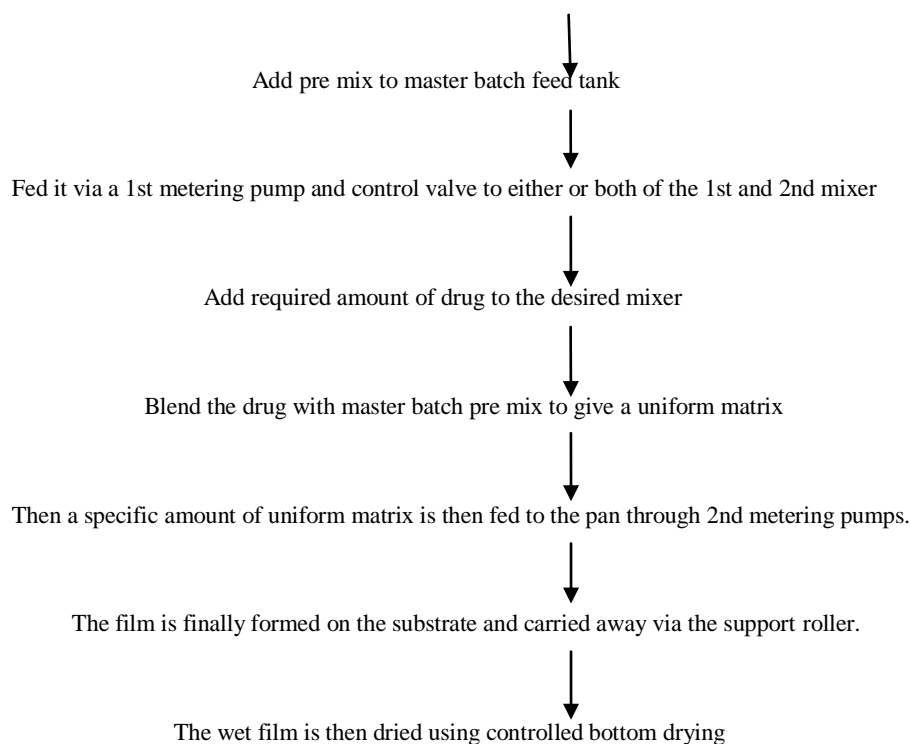 Add pre mix to master batch feed tank
Fed it via a 1st metering pump and control valve to either or both of the 1st and 2nd mixer
Add required amount of drug to the desired mixer
Blend the drug with master batch pre mix to give a uniform matrix
Then a specific amount of uniform matrix is then fed to the pan through 2nd metering pumps.
The film is finally formed on the substrate and carried away via the support roller.
The wet film is then dried using controlled bottom drying